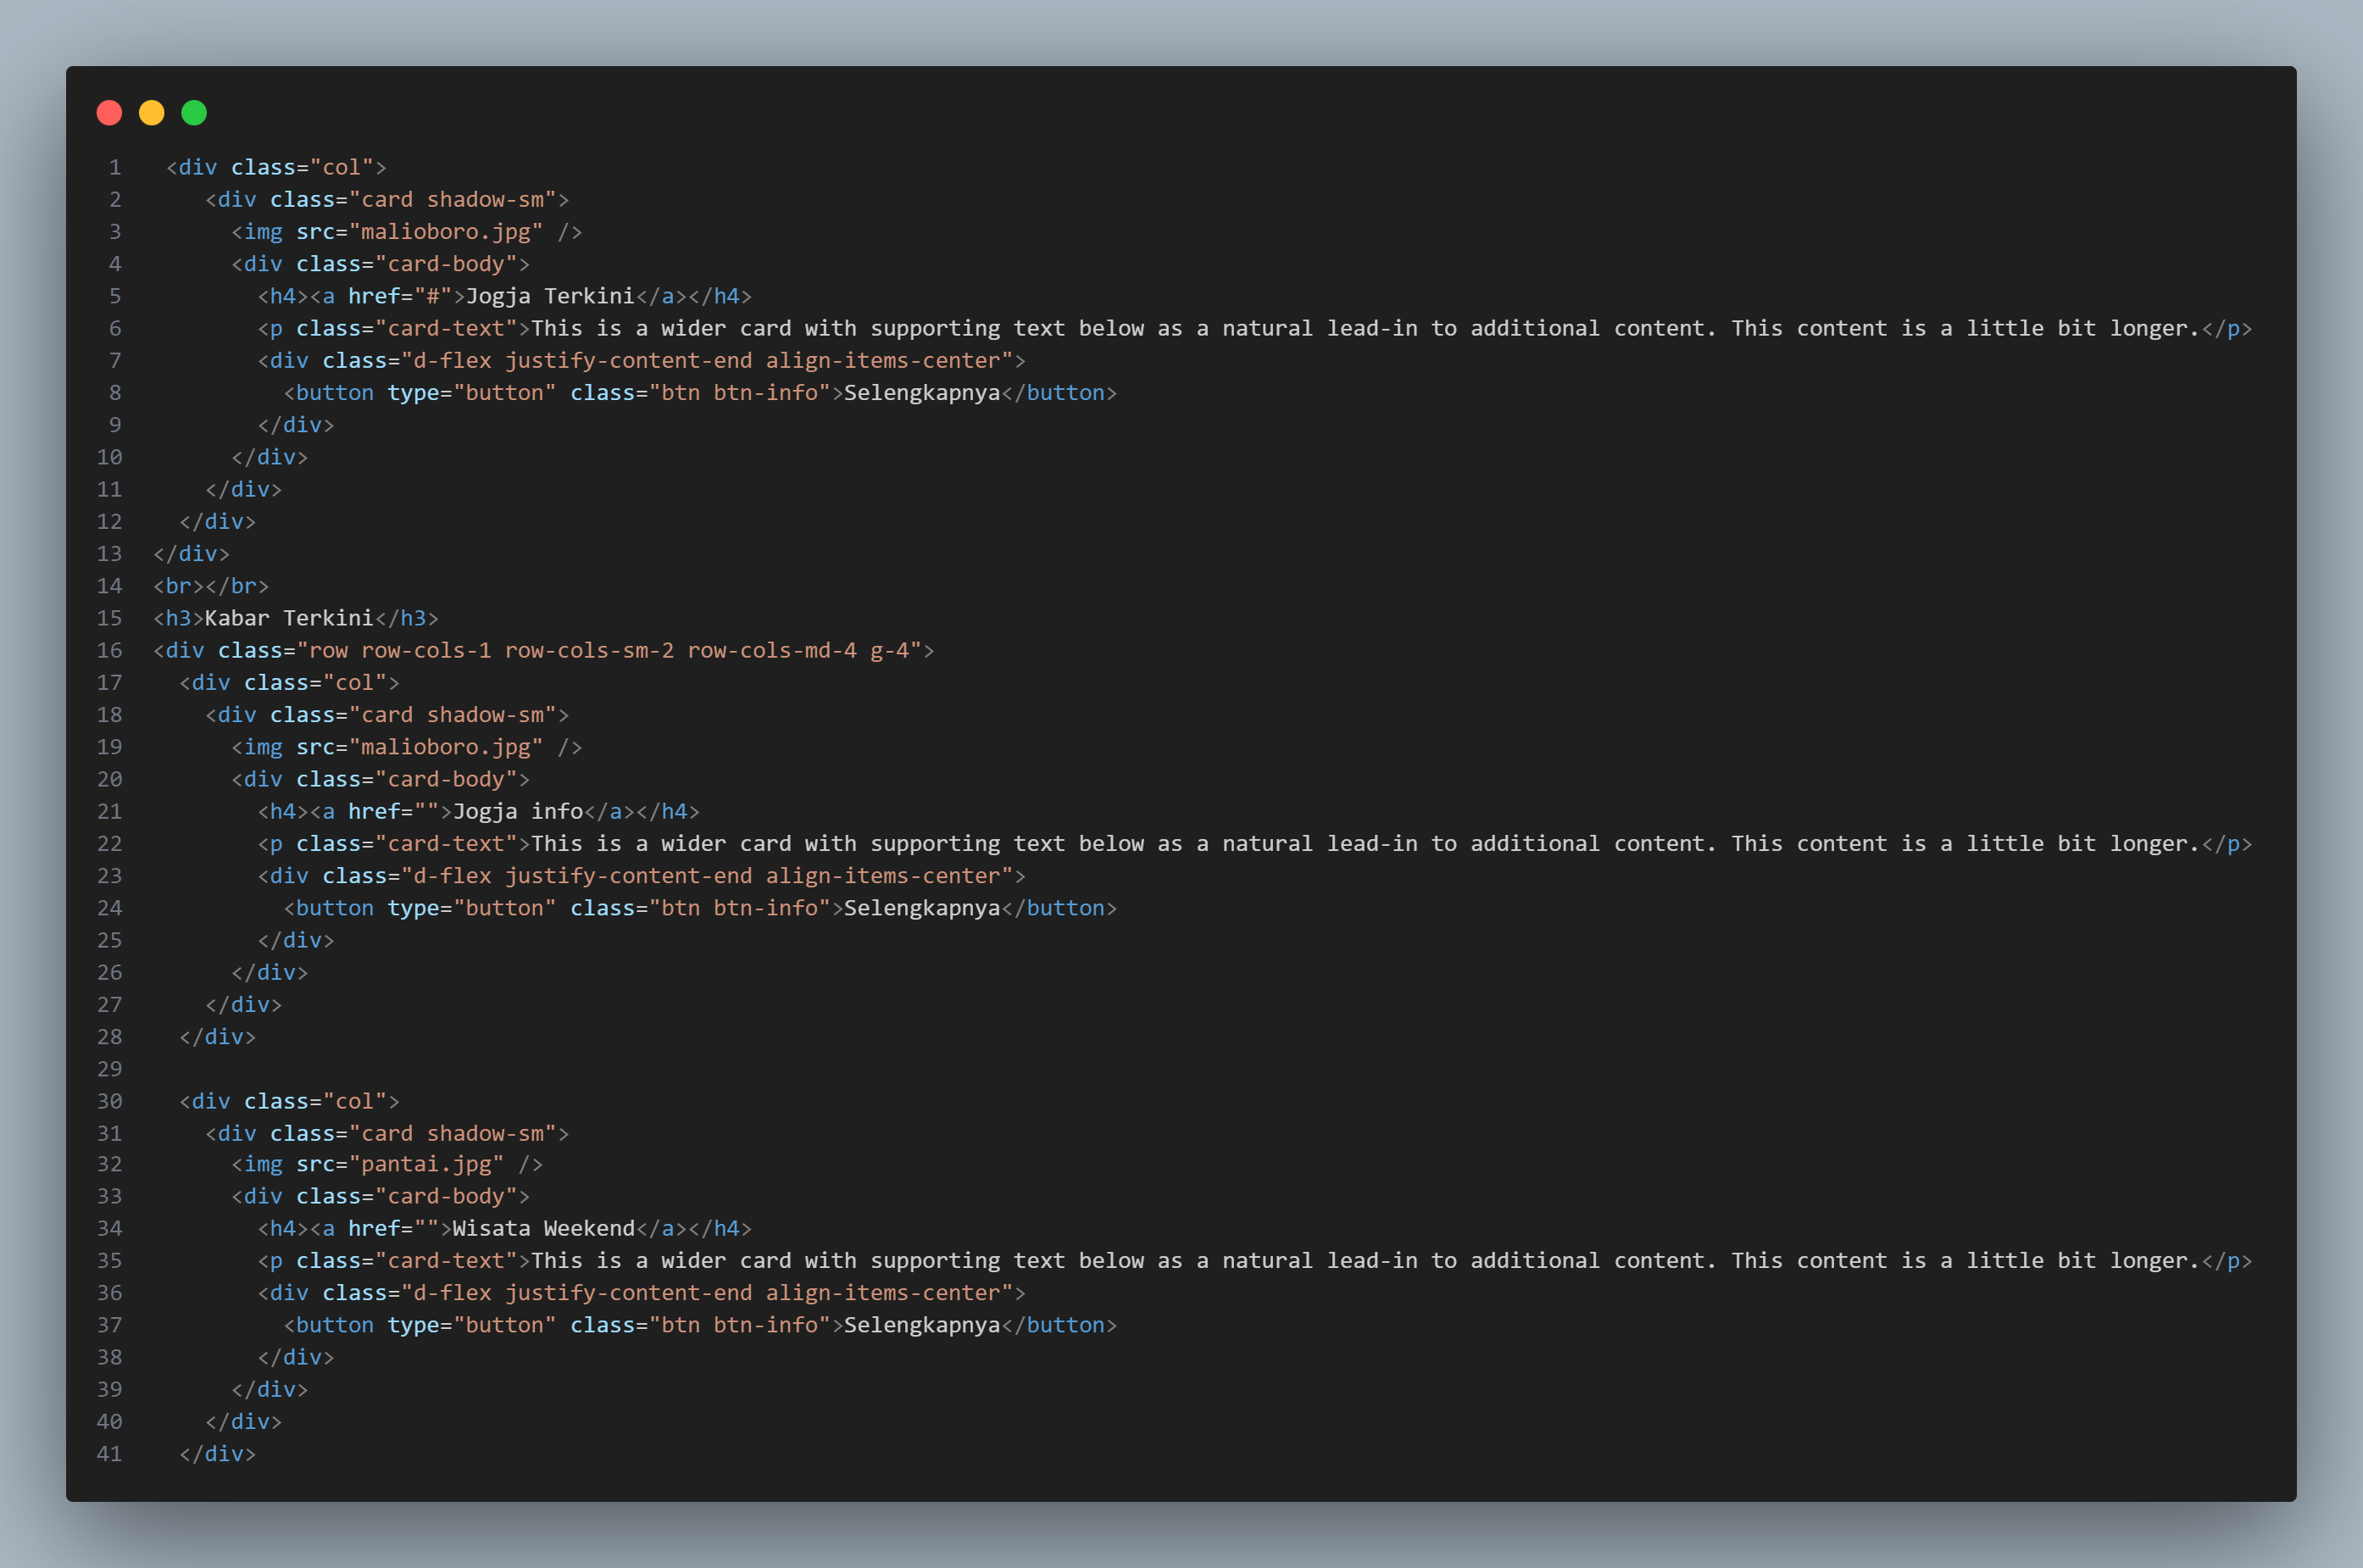 1 <div class="col">
2 <div class="card shadow-sm">
3 <img src="malioboro.jpg" />
4 <div class="card-body">
5 <h4><a href="#">Jogja Terkini</a></h4>
6 <p class="card-text">This is a wider card with supporting text below as a natural lead-in to additional content. This content is a little bit longer.</p>
7 <div class="d-flex justify-content-end align-items-center">
8 <button type="button" class="btn btn-info">Selengkapnya</button>
9 </div>
10 </div>
11 </div>
12 </div>
13 </div>
14 <br></br>
15 <h3>Kabar Terkini</h3>
16 <div class="row row-cols-1 row-cols-sm-2 row-cols-md-4 g-4">
17 <div class="col">
18 <div class="card shadow-sm">
19 <img src="malioboro.jpg" />
20 <div class="card-body">
21 <h4><a href="">Jogja info</a></h4>
22 <p class="card-text">This is a wider card with supporting text below as a natural lead-in to additional content. This content is a little bit longer.</p>
23 <div class="d-flex justify-content-end align-items-center">
24 <button type="button" class="btn btn-info">Selengkapnya</button>
25 </div>
26 </div>
27 </div>
28 </div>
29
30 <div class="col">
31 <div class="card shadow-sm">
32 <img src="pantai.jpg" />
33 <div class="card-body">
34 <h4><a href="">Wisata Weekend</a></h4>
35 <p class="card-text">This is a wider card with supporting text below as a natural lead-in to additional content. This content is a little bit longer.</p>
36 <div class="d-flex justify-content-end align-items-center">
37 <button type="button" class="btn btn-info">Selengkapnya</button>
38 </div>
39 </div>
40 </div>
41 </div>